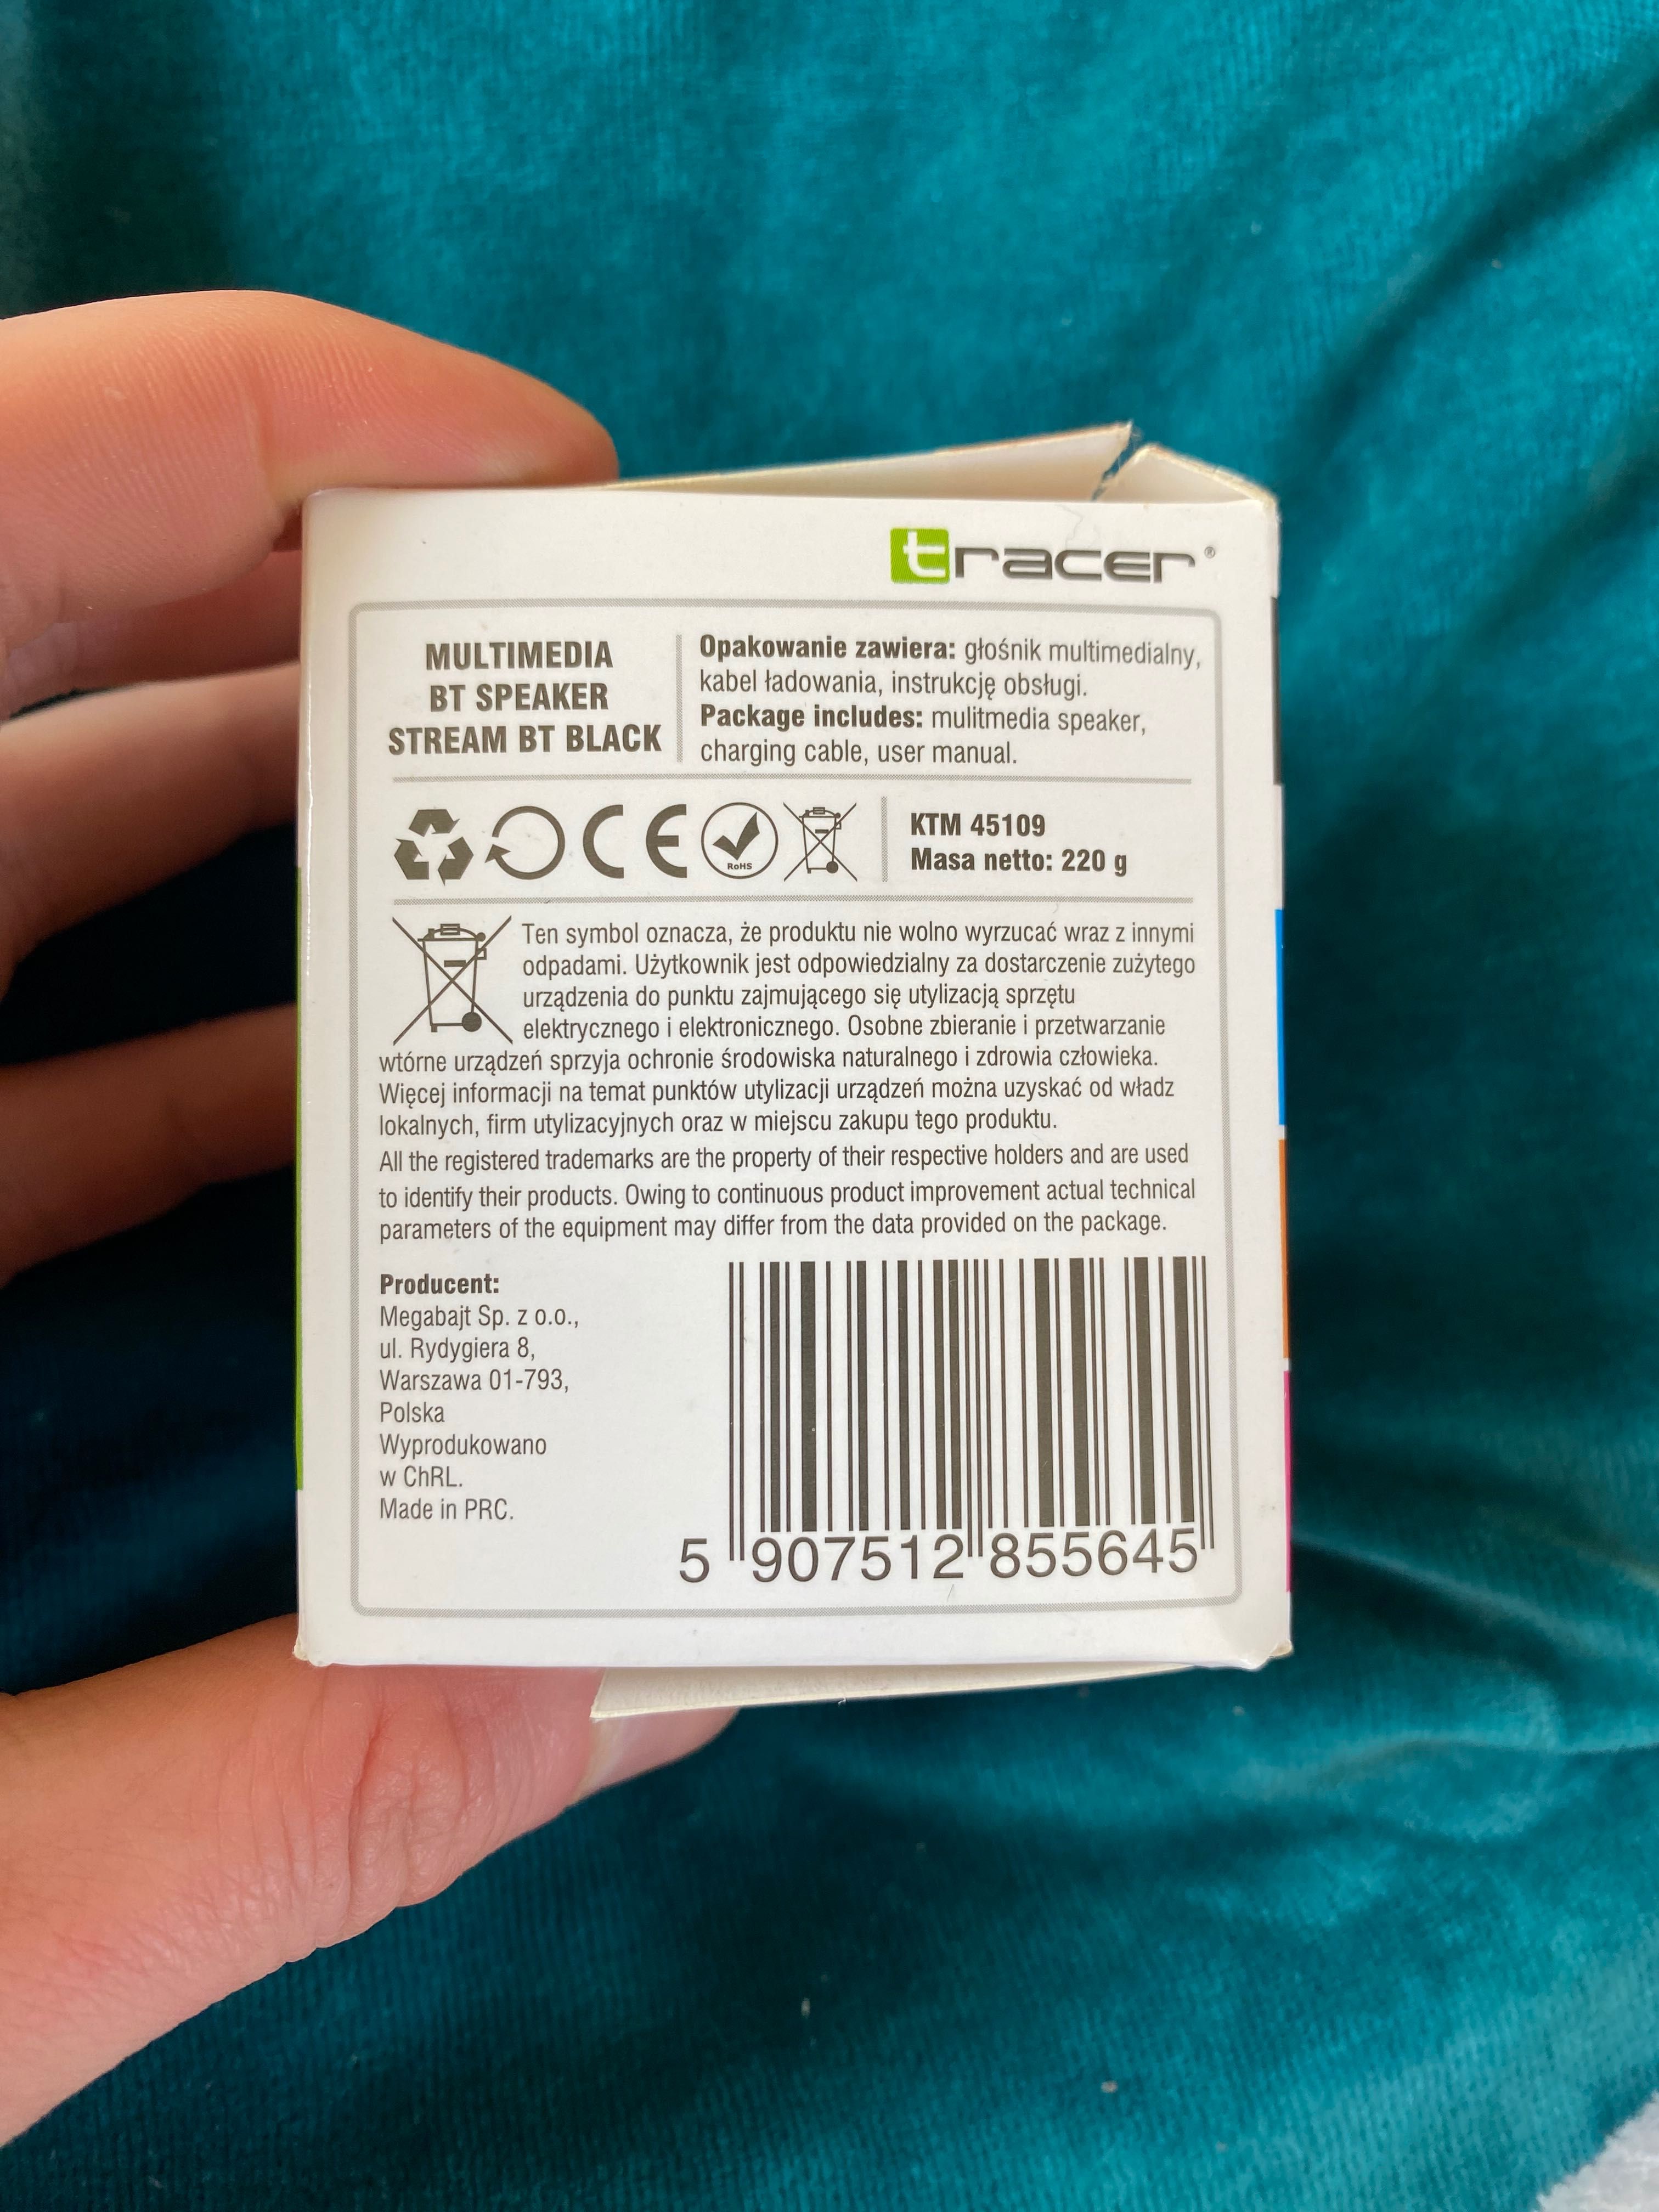 tracer®
MULTIMEDIA
BT SPEAKER
STREAM BT BLACK
Opakowanie zawiera: głośnik multimedialny,
kabel ładowania, instrukcję obsługi.
Package includes: mulitmedia speaker,
charging cable, user manual.
CE
RoHS
KTM 45109
Masa netto: 220 g
Ten symbol oznacza, że produktu nie wolno wyrzucać wraz z innymi
odpadami. Użytkownik jest odpowiedzialny za dostarczenie zużytego
urządzenia do punktu zajmującego się utylizacją sprzętu
elektrycznego i elektronicznego. Osobne zbieranie i przetwarzanie
wtórne urządzeń sprzyja ochronie środowiska naturalnego i zdrowia człowieka.
Więcej informacji na temat punktów utylizacji urządzeń można uzyskać od władz
lokalnych, firm utylizacyjnych oraz w miejscu zakupu tego produktu.
All the registered trademarks are the property of their respective holders and are used
to identify their products. Owing to continuous product improvement actual technical
parameters of the equipment may differ from the data provided on the package.
Producent:
Megabajt Sp. z o.o.,
ul. Rydygiera 8,
Warszawa 01-793,
Polska
Wyprodukowano
w ChRL.
Made in PRC.
5 907512 855645